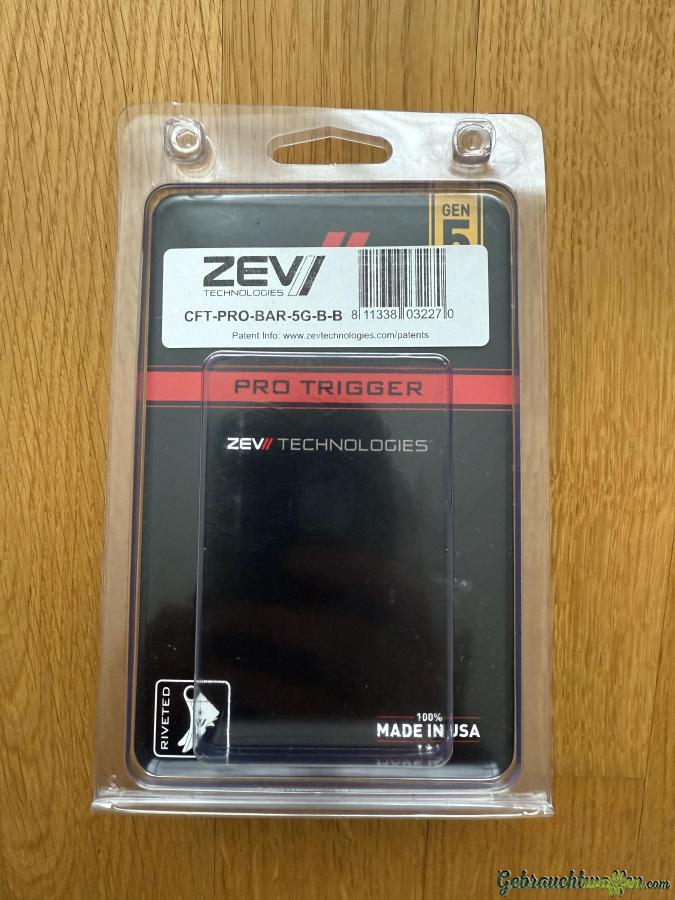 GEN
5
ZEV
TECHNOLOGIES
CFT-PRO-BAR-5G-B-B
8 11338 03227 0
Patent Info: www.zevtechnologies.com/patents
PRO TRIGGER
ZEV// TECHNOLOGIES
RIVETED
100%
MADE IN USA
Gebrauchtwaffen.com